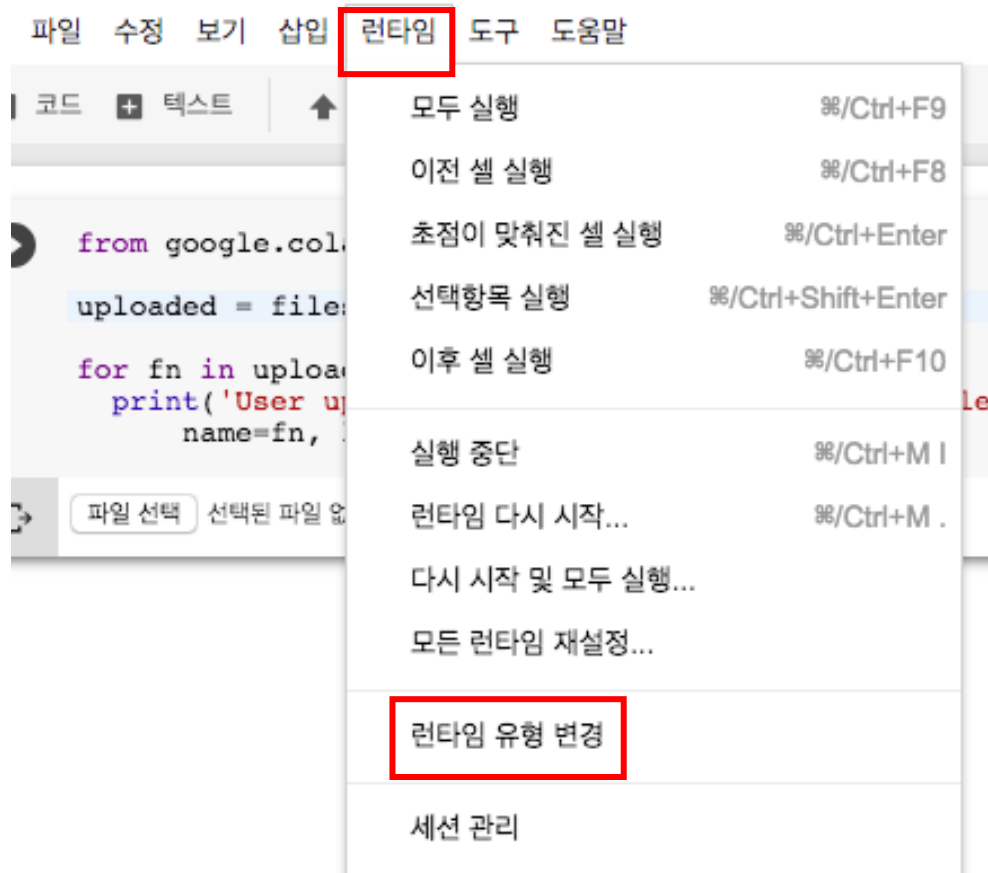 파일 수정 보기 삽입 런타임 도구 도움말
코드 텍스트
모두 실행 ⌘/Ctrl+F9
이전 셀 실행 ⌘/Ctrl+F8
초점이 맞춰진 셀 실행 ⌘/Ctrl+Enter
선택항목 실행 ⌘/Ctrl+Shift+Enter
이후 셀 실행 ⌘/Ctrl+F10
실행 중단 ⌘/Ctrl+M I
런타임 다시 시작... ⌘/Ctrl+M .
다시 시작 및 모두 실행...
모든 런타임 재설정...
런타임 유형 변경
세션 관리
from google.col
uploaded = file
for fn in uploa
print('User u le
name=fn,
파일 선택 선택된 파일